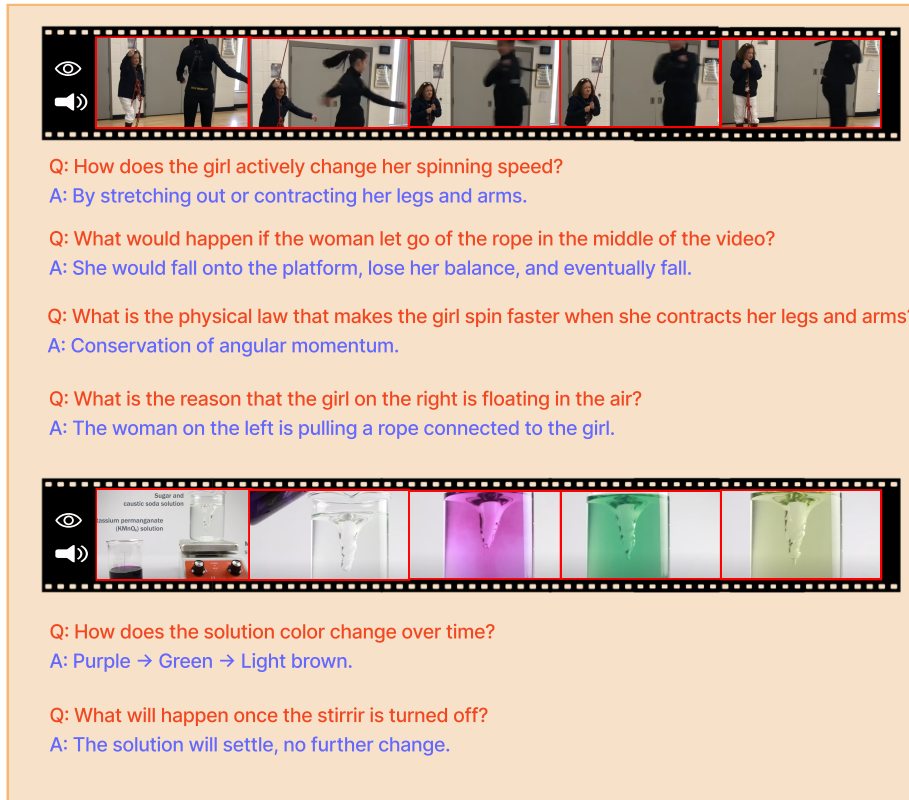 Q: How does the girl actively change her spinning speed?
A: By stretching out or contracting her legs and arms.
Q: What would happen if the woman let go of the rope in the middle of the video?
A: She would fall onto the platform, lose her balance, and eventually fall.
Q: What is the physical law that makes the girl spin faster when she contracts her legs and arms?
A: Conservation of angular momentum.
Q: What is the reason that the girl on the right is floating in the air?
A: The woman on the left is pulling a rope connected to the girl.
Sugar and
caustic soda solution
tassium permanganate
(KMnO₄) solution
M
Q: How does the solution color change over time?
A: Purple → Green → Light brown.
Q: What will happen once the stirrir is turned off?
A: The solution will settle, no further change.